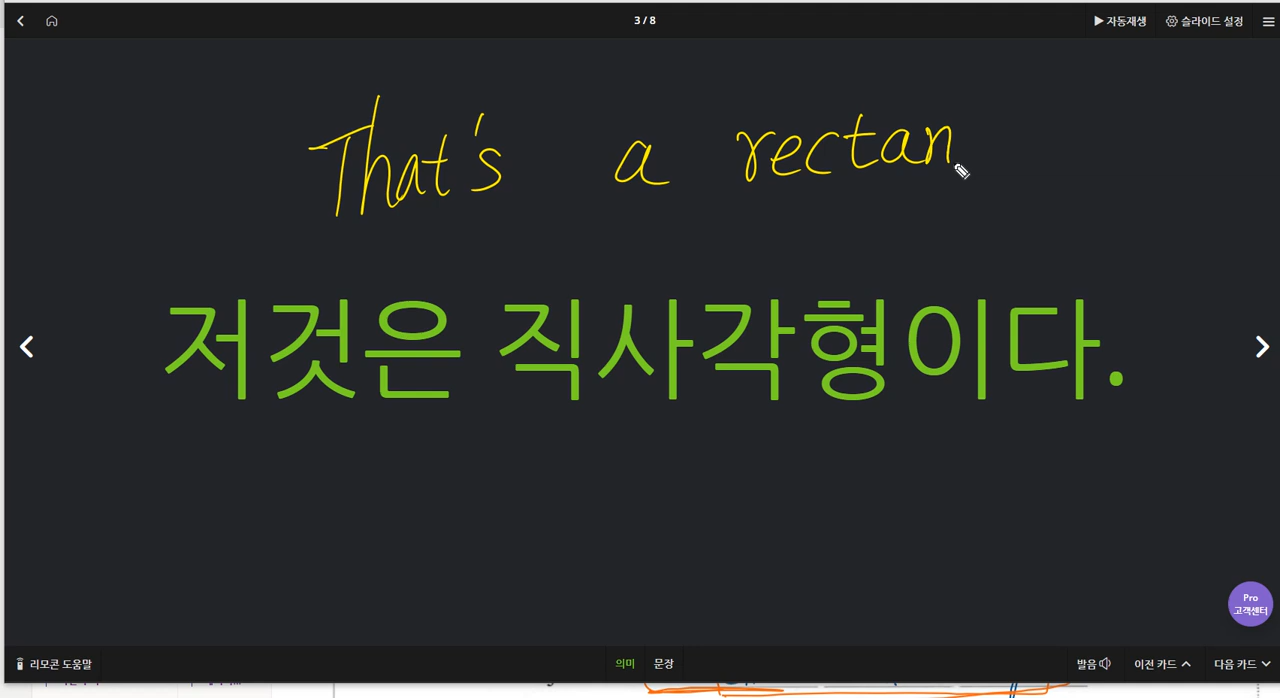 3 / 8
▶ 자동재생
슬라이드 설정
That's a rectan
저것은 직사각형이다.
Pro
고객센터
리모콘 도움말
의미
문장
발음
이전 카드
다음 카드